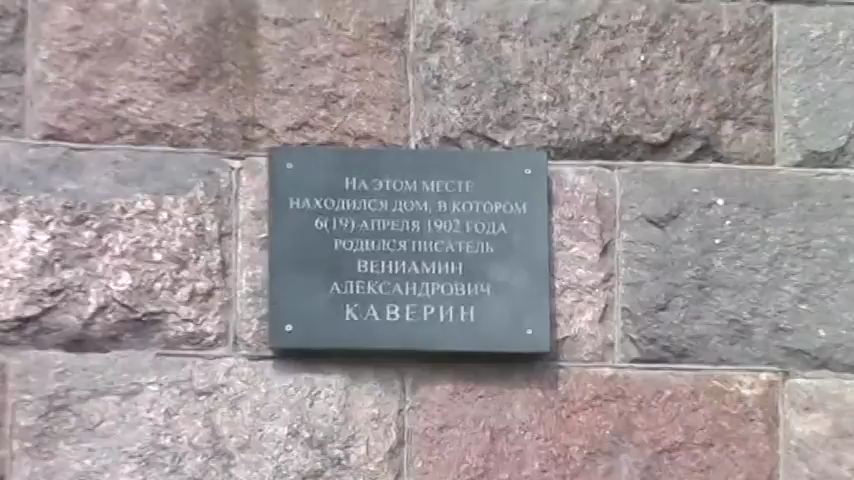 НА ЭТОМ МЕСТЕ
НАХОДИЛСЯ ДОМ, В КОТОРОМ
6(19) АПРЕЛЯ 1902 ГОДА
РОДИЛСЯ ПИСАТЕЛЬ
ВЕНИАМИН
АЛЕКСАНДРОВИЧ
КАВЕРИН